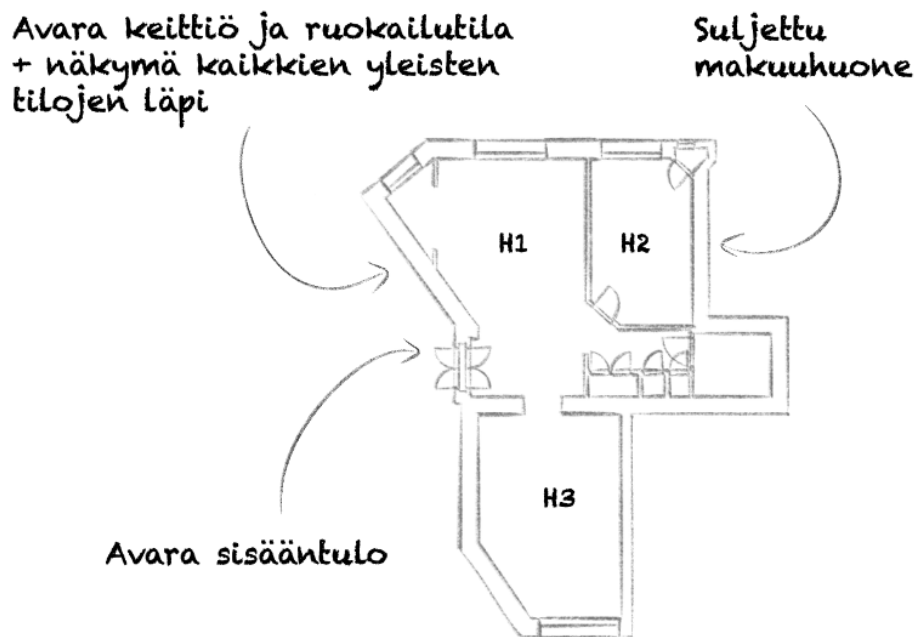 Avara keittiö ja ruokailutila
+ näkymä kaikkien yleisten
tilojen läpi
Suljettu
makuuhuone
H1
H2
H3
Avara sisääntulo